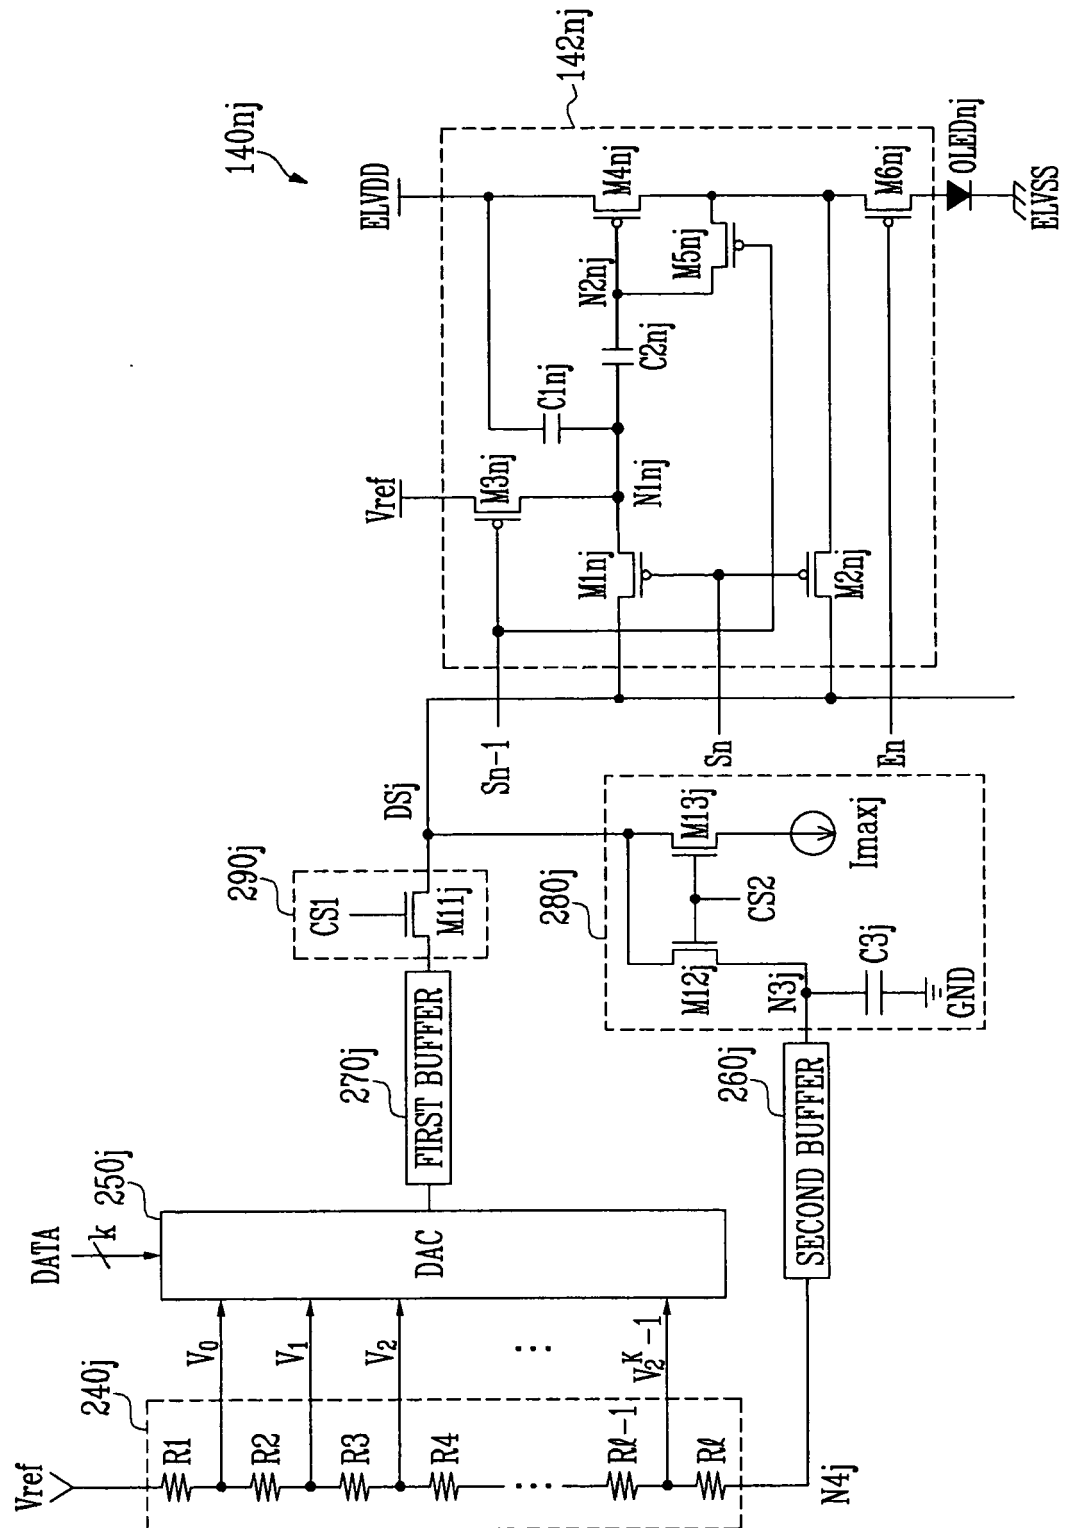 140nj
142nj
ELVDD
Vref
M4nj
N2nj
M5nj
M6nj
OLEDnj
ELVSS
C1nj
C2nj
M3nj
N1nj
M1nj
M2nj
Sn-1
Sn
En
DSj
290j
CS1
M11j
280j
M13j
Imaxj
CS2
M12j
N3j
C3j
GND
270j
FIRST BUFFER
260j
SECOND BUFFER
DATA
k
250j
DAC
V0
V1
V2
...
V2K-1
240j
Vref
R1
R2
R3
R4
...
Rℓ-1
Rℓ
N4j